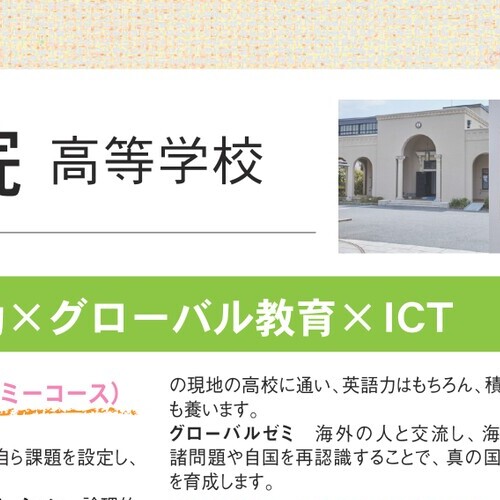 院 高等学校
×グローバル教育×ICT
ミーコース)
自ら課題を設定し、
の現地の高校に通い、英語力はもちろん、積
も養います。
グローバルゼミ 海外の人と交流し、海
諸問題や自国を再認識することで、真の国
を育成します。